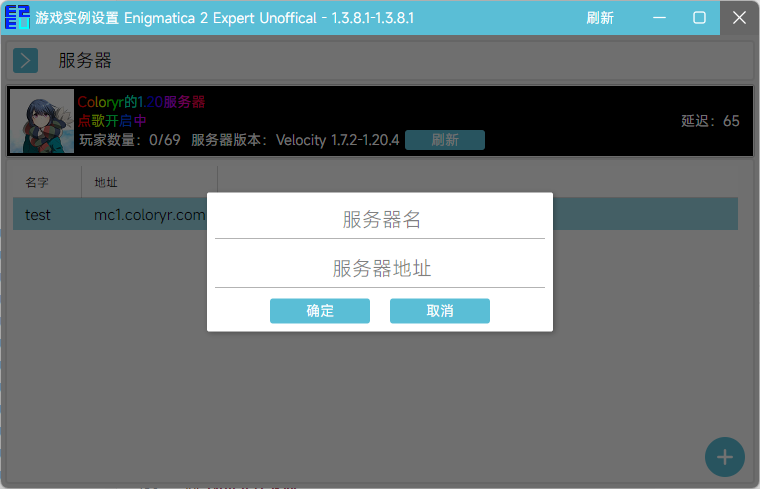 游戏实例设置 Enigmatica 2 Expert Unoffical - 1.3.8.1-1.3.8.1
刷新
服务器
Coloryr的1.20服务器
点歌开启中
玩家数量：0/69 服务器版本：Velocity 1.7.2-1.20.4 刷新
延迟：65
名字 地址
test mc1.coloryr.com
服务器名
服务器地址
确定 取消